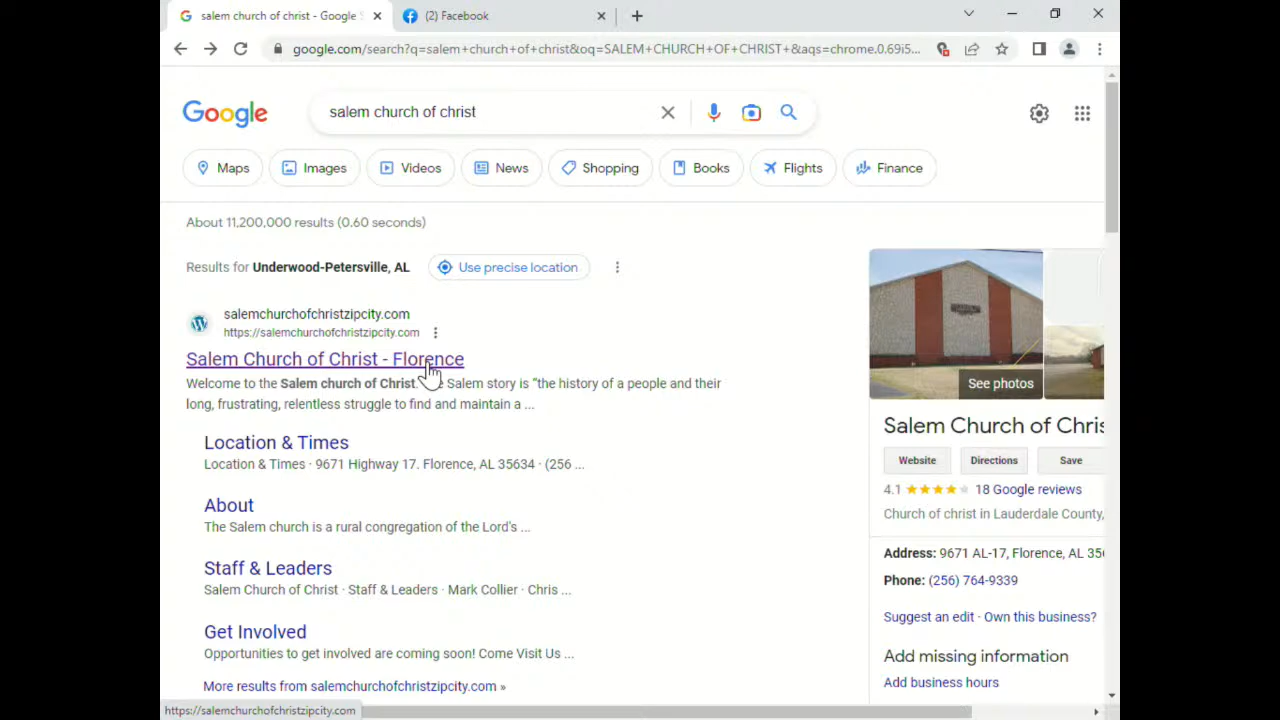 salem church of christ - Google
(2) Facebook
google.com/search?q=salem+church+of+christ&oq=SALEM+CHURCH+OF+CHRIST+&aqs=chrome.0.69i5...
Google
salem church of christ
Maps
Images
Videos
News
Shopping
Books
Flights
Finance
About 11,200,000 results (0.60 seconds)
Results for Underwood-Petersville, AL
Use precise location
salemchurchofchristzipcity.com
https://salemchurchofchristzipcity.com
Salem Church of Christ - Florence
Welcome to the Salem church of Christ. Salem story is “the history of a people and their
long, frustrating, relentless struggle to find and maintain a ...
Location & Times
Location & Times · 9671 Highway 17. Florence, AL 35634 · (256 ...
About
The Salem church is a rural congregation of the Lord's ...
Staff & Leaders
Salem Church of Christ · Staff & Leaders · Mark Collier · Chris ...
Get Involved
Opportunities to get involved are coming soon! Come Visit Us ...
More results from salemchurchofchristzipcity.com »
See photos
Salem Church of Chris
Website
Directions
Save
4.1
18 Google reviews
Church of christ in Lauderdale County,
Address: 9671 AL-17, Florence, AL 356
Phone: (256) 764-9339
Suggest an edit · Own this business?
Add missing information
Add business hours
https://salemchurchofchristzipcity.com